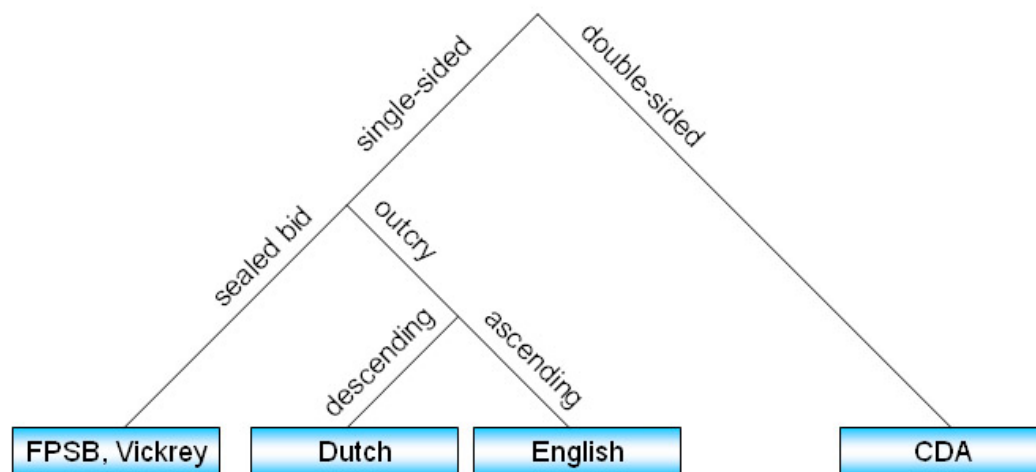 single-sided
double-sided
sealed bid
outcry
descending
ascending
FPSB, Vickrey
Dutch
English
CDA